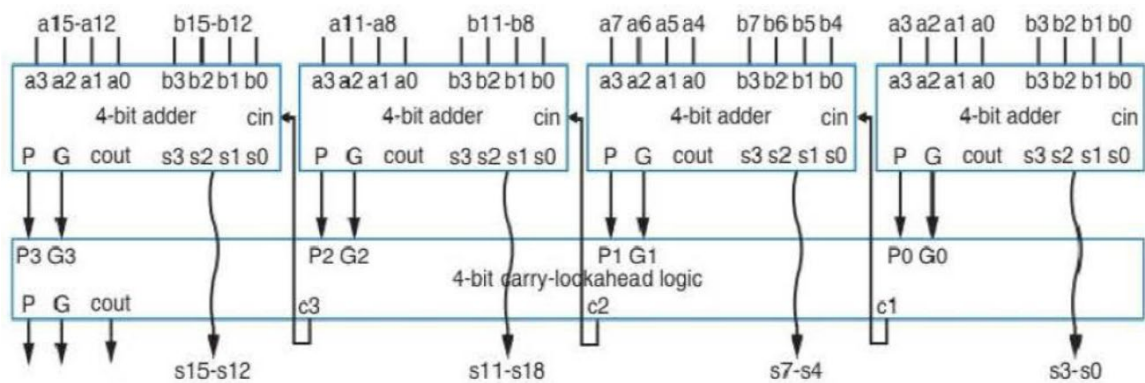 a15-a12 b15-b12 a11-a8 b11-b8 a7 a6 a5 a4 b7 b6 b5 b4 a3 a2 a1 a0 b3 b2 b1 b0
a3 a2 a1 a0 b3 b2 b1 b0 a3 a2 a1 a0 b3 b2 b1 b0 a3 a2 a1 a0 b3 b2 b1 b0 a3 a2 a1 a0 b3 b2 b1 b0
4-bit adder cin 4-bit adder cin 4-bit adder cin 4-bit adder cin
P G cout s3 s2 s1 s0 P G cout s3 s2 s1 s0 P G cout s3 s2 s1 s0 P G cout s3 s2 s1 s0
P3 G3 P2 G2 P1 G1 P0 G0
4-bit carry-lookahead logic
P G cout c3 c2 c1
s15-s12 s11-s18 s7-s4 s3-s0